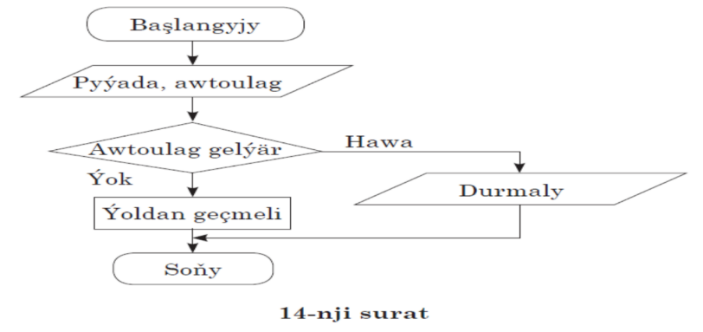 Başlangyjy
Pyýada, awtoulag
Awtoulag gelýär
Hawa
Ýok
Durmaly
Ýoldan geçmeli
Soňy
14-nji surat